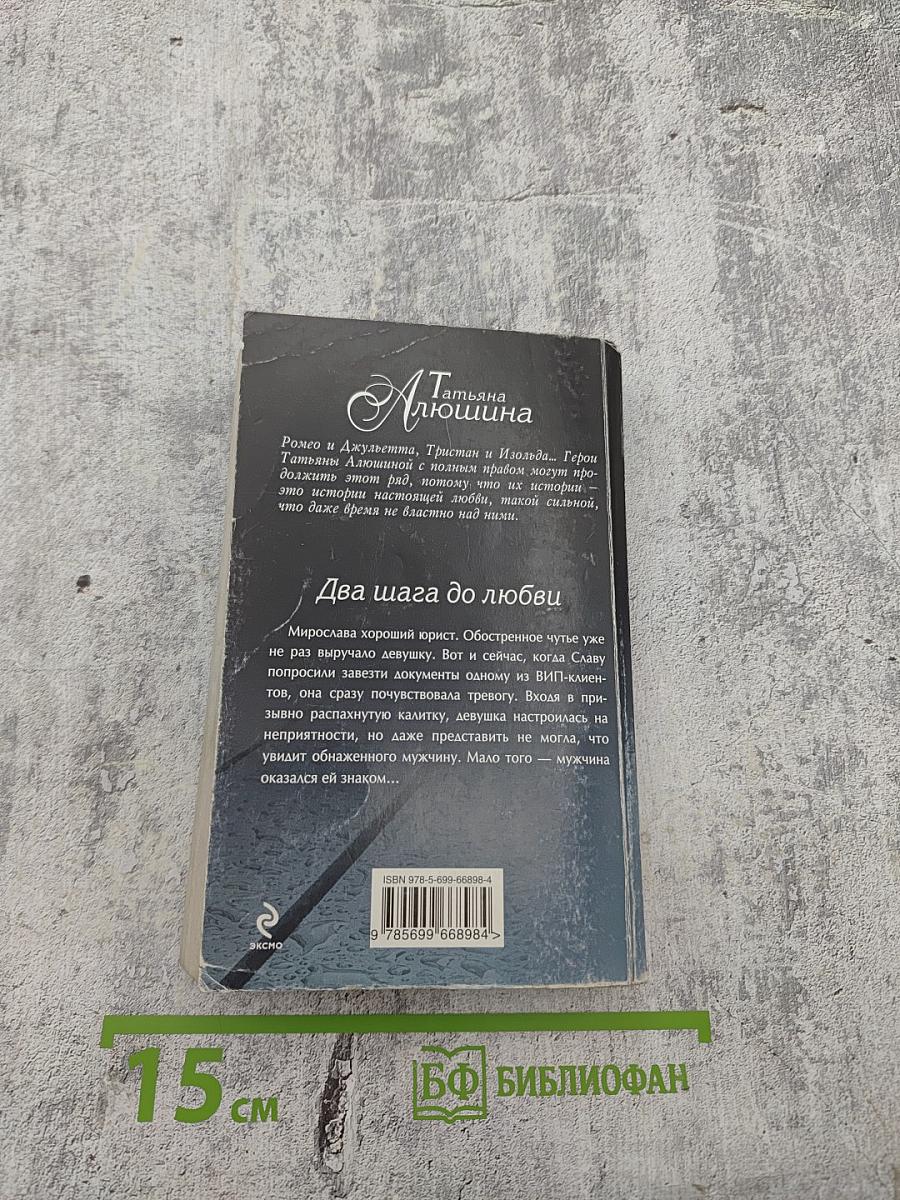 Татьяна
Алюшина
Ромео и Джульетта, Тристан и Изольда... Герои
Татьяны Алюшиной с полным правом могут про-
должить этот ряд, потому что их истории –
это истории настоящей любви, такой сильной,
что даже время не властно над ними.
Два шага до любви
Мирослава хороший юрист. Обостренное чутье уже
не раз выручало девушку. Вот и сейчас, когда Славу
попросили завезти документы одному из ВИП-клиен-
тов, она сразу почувствовала тревогу. Входя в при-
зывно распахнутую калитку, девушка настроилась на
неприятности, но даже представить не могла, что
увидит обнаженного мужчину. Мало того — мужчина
оказался ей знаком...
ISBN 978-5-699-66898-4
9 785699 668984 >
ЭКСМО
15 см
БФ БИБЛИОФАН